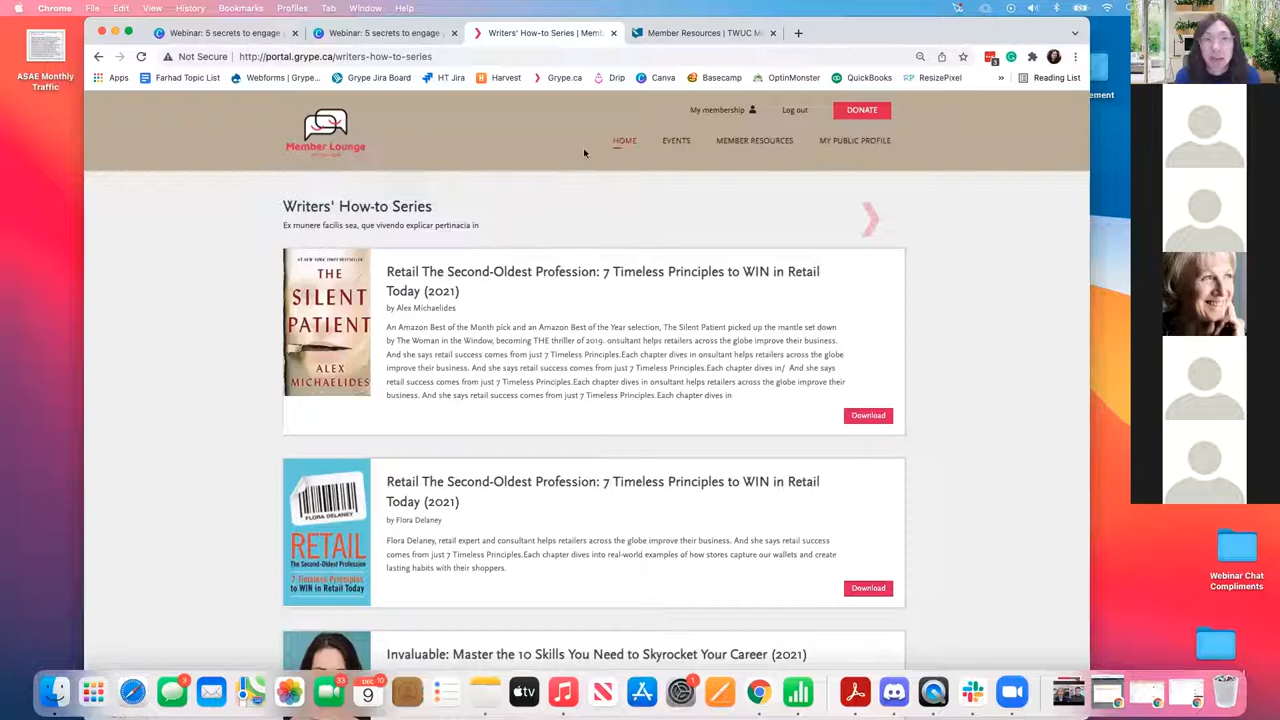 Chrome File Edit View History Bookmarks Profiles Tab Window Help
Webinar: 5 secrets to engage
Webinar: 5 secrets to engage
Writers' How-to Series | Memb
Member Resources | TWUC P
http://portal.grype.ca/writers-how-to-series
Apps Farhad Topic List Webforms | Grype... Grype Jira Board HT Jira Harvest Grype.ca Drip Canva Basecamp OptinMonster QuickBooks ResizePixel » Reading List
ASAE Monthly
Traffic
ement
My membership Log out DONATE
Member Lounge
HOME EVENTS MEMBER RESOURCES MY PUBLIC PROFILE
Writers' How-to Series
Ex munere facilis sea, que vivendo explicar pertinacia in
THE
SILENT
PATIENT
ALEX
MICHAELIDES
Retail The Second-Oldest Profession: 7 Timeless Principles to WIN in Retail
Today (2021)
by Alex Michaelides
An Amazon Best of the Month pick and an Amazon Best of the Year selection, The Silent Patient picked up the mantle set down
by The Woman in the Window, becoming THE thriller of 2019. onsultant helps retailers across the globe improve their business.
And she says retail success comes from just 7 Timeless Principles.Each chapter dives in onsultant helps retailers across the globe
improve their business. And she says retail success comes from just 7 Timeless Principles.Each chapter dives in/ And she says
retail success comes from just 7 Timeless Principles.Each chapter dives in onsultant helps retailers across the globe improve their
business. And she says retail success comes from just 7 Timeless Principles.Each chapter dives in
Download
FLORA DELANEY
RETAIL
The Second-Oldest Profession
7 Timeless Principles
to WIN in Retail Today
Retail The Second-Oldest Profession: 7 Timeless Principles to WIN in Retail
Today (2021)
by Flora Delaney
Flora Delaney, retail expert and consultant helps retailers across the globe improve their business. And she says retail success
comes from just 7 Timeless Principles.Each chapter dives into real-world examples of how stores capture our wallets and create
lasting habits with their shoppers.
Download
Invaluable: Master the 10 Skills You Need to Skyrocket Your Career (2021)
Webinar Chat
Compliments
3
33
DEC
9
10
tv
1